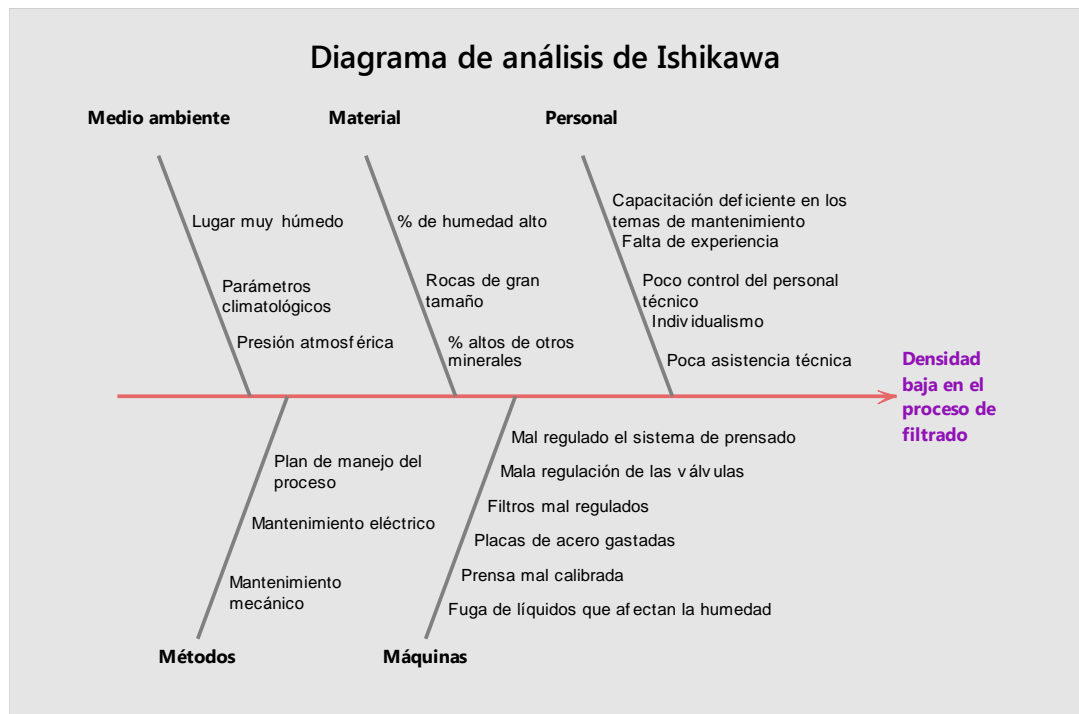 Diagrama de análisis de Ishikawa
Medio ambiente
Material
Personal
Lugar muy húmedo
Parámetros
climatológicos
Presión atmosférica
% de humedad alto
Rocas de gran
tamaño
% altos de otros
minerales
Capacitación deficiente en los
temas de mantenimiento
Falta de experiencia
Poco control del personal
técnico
Individualismo
Poca asistencia técnica
Densidad
baja en el
proceso de
filtrado
Plan de manejo del
proceso
Mantenimiento eléctrico
Mantenimiento
mecánico
Mal regulado el sistema de prensado
Mala regulación de las válvulas
Filtros mal regulados
Placas de acero gastadas
Prensa mal calibrada
Fuga de líquidos que afectan la humedad
Métodos
Máquinas